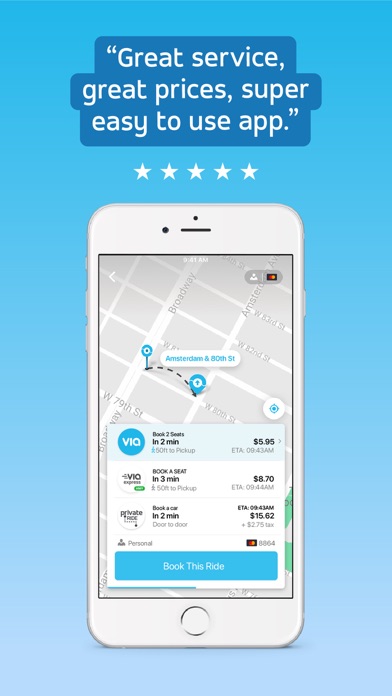 “Great service,
great prices, super
easy to use app.”
9:41 AM
Broadway
Amsterdam Av
W 83rd St
W 82nd St
Broadway
Amsterdam & 80th St
W 80th St
W 79th St
via
Book 2 Seats
In 2 min
50ft to Pickup
$5.95
ETA: 09:43AM
via
express
BOOK A SEAT
In 3 min
50ft to Pickup
$8.70
ETA: 09:44AM
private
RIDE
Book a car
In 2 min
Door to door
ETA: 09:43AM
$15.62
+ $2.75 tax
Personal
8864
Book This Ride